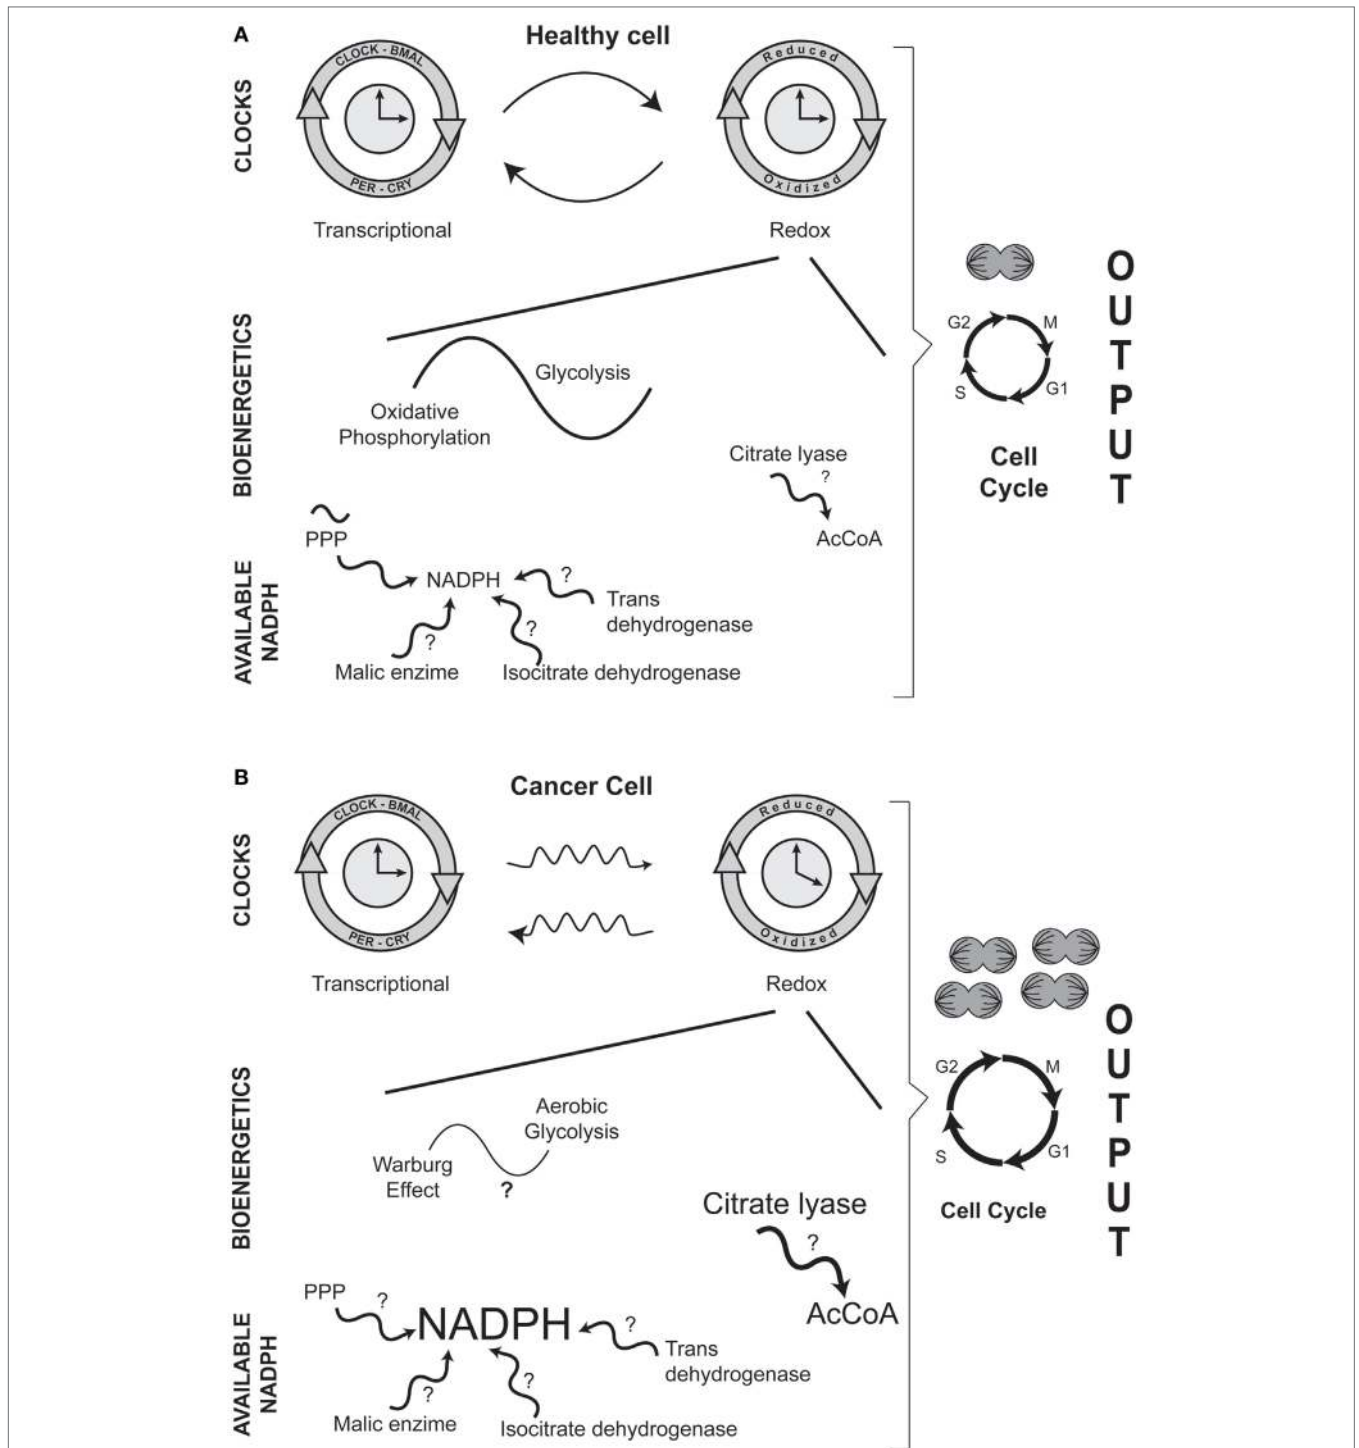 A
Healthy cell
CLOCKS
CLOCK - BMAL
PER - CRY
Transcriptional
Reduced
Oxidized
Redox
BIOENERGETICS
Oxidative
Phosphorylation
Glycolysis
Citrate lyase
?
AcCoA
AVAILABLE
NADPH
PPP
NADPH
?
Trans
dehydrogenase
?
Malic enzime
?
Isocitrate dehydrogenase
G2
M
S
G1
Cell
Cycle
OUTPUT
B
Cancer Cell
CLOCKS
CLOCK - BMAL
PER - CRY
Transcriptional
Reduced
Oxidized
Redox
BIOENERGETICS
Warburg
Effect
Aerobic
Glycolysis
?
Citrate lyase
?
AcCoA
AVAILABLE
NADPH
PPP
?
NADPH
?
Trans
dehydrogenase
?
Malic enzime
?
Isocitrate dehydrogenase
G2
M
S
G1
Cell Cycle
OUTPUT